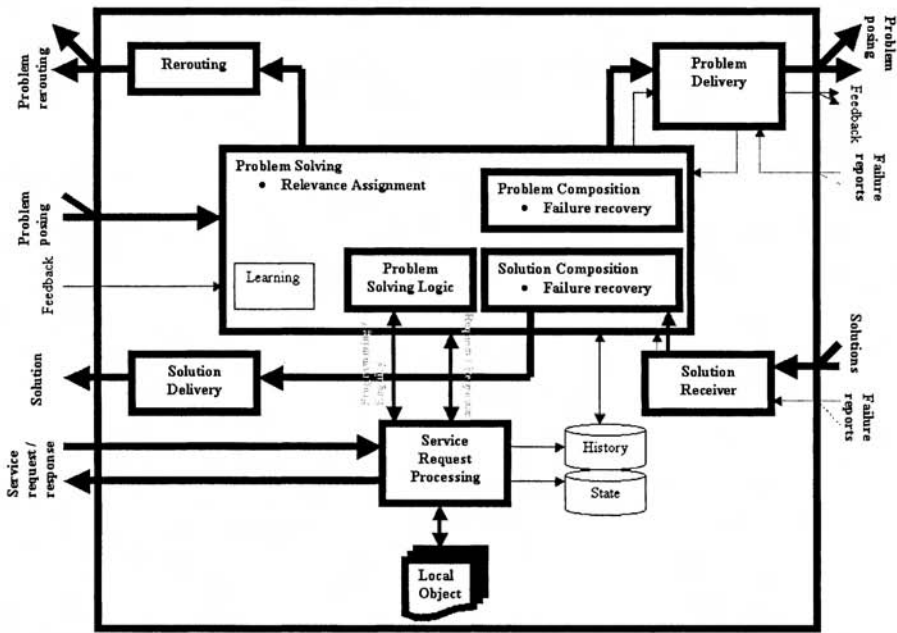 Problem
rerouting
Rerouting
Problem
Delivery
Problem
posing
Feedback
Failure
reports
Problem Solving
• Relevance Assignment
Problem Composition
• Failure recovery
Problem
posing
Feedback
Learning
Problem
Solving Logic
Solution Composition
• Failure recovery
Solution
Solution
Delivery
Solution
Receiver
Solutions
Failure
reports
Service
request /
response
Service
Request
Processing
History
State
Local
Object